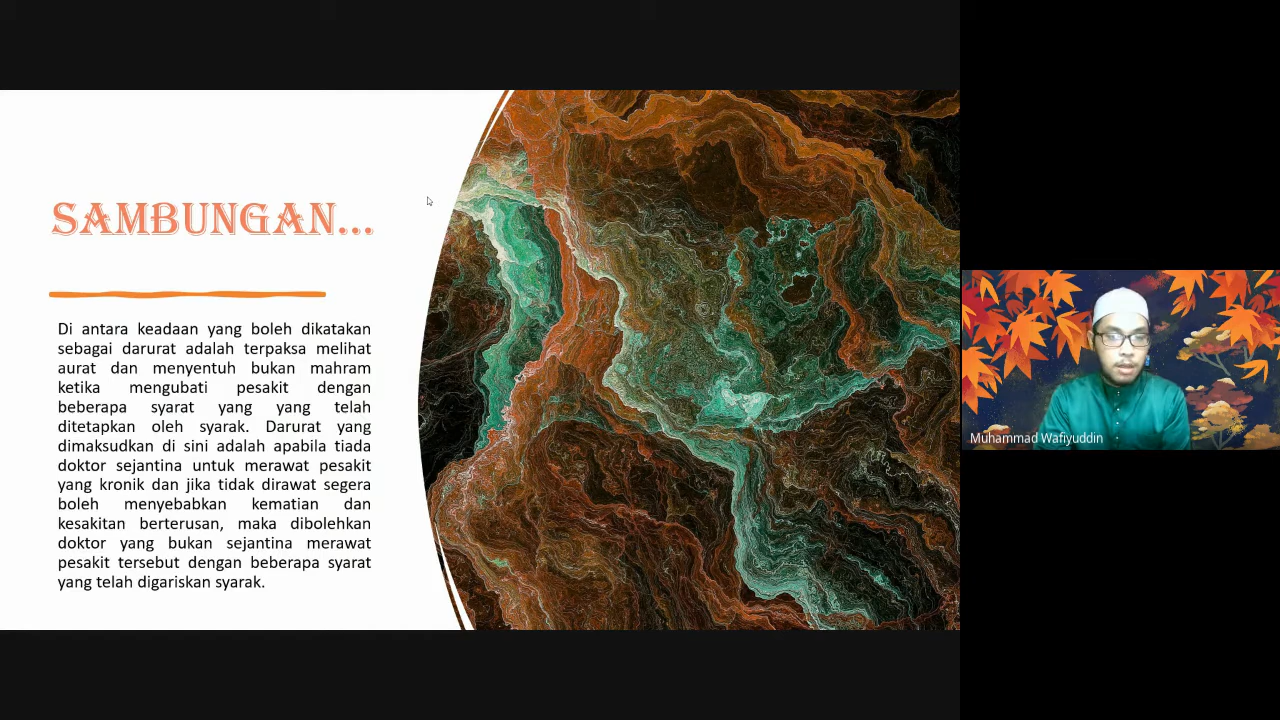 SAMBUNGAN...
Di antara keadaan yang boleh dikatakan
sebagai darurat adalah terpaksa melihat
aurat dan menyentuh bukan mahram
ketika mengubati pesakit dengan
beberapa syarat yang yang telah
ditetapkan oleh syarak. Darurat yang
dimaksudkan di sini adalah apabila tiada
doktor sejantina untuk merawat pesakit
yang kronik dan jika tidak dirawat segera
boleh menyebabkan kematian dan
kesakitan berterusan, maka dibolehkan
doktor yang bukan sejantina merawat
pesakit tersebut dengan beberapa syarat
yang telah digariskan syarak.
Muhammad Wafiyuddin